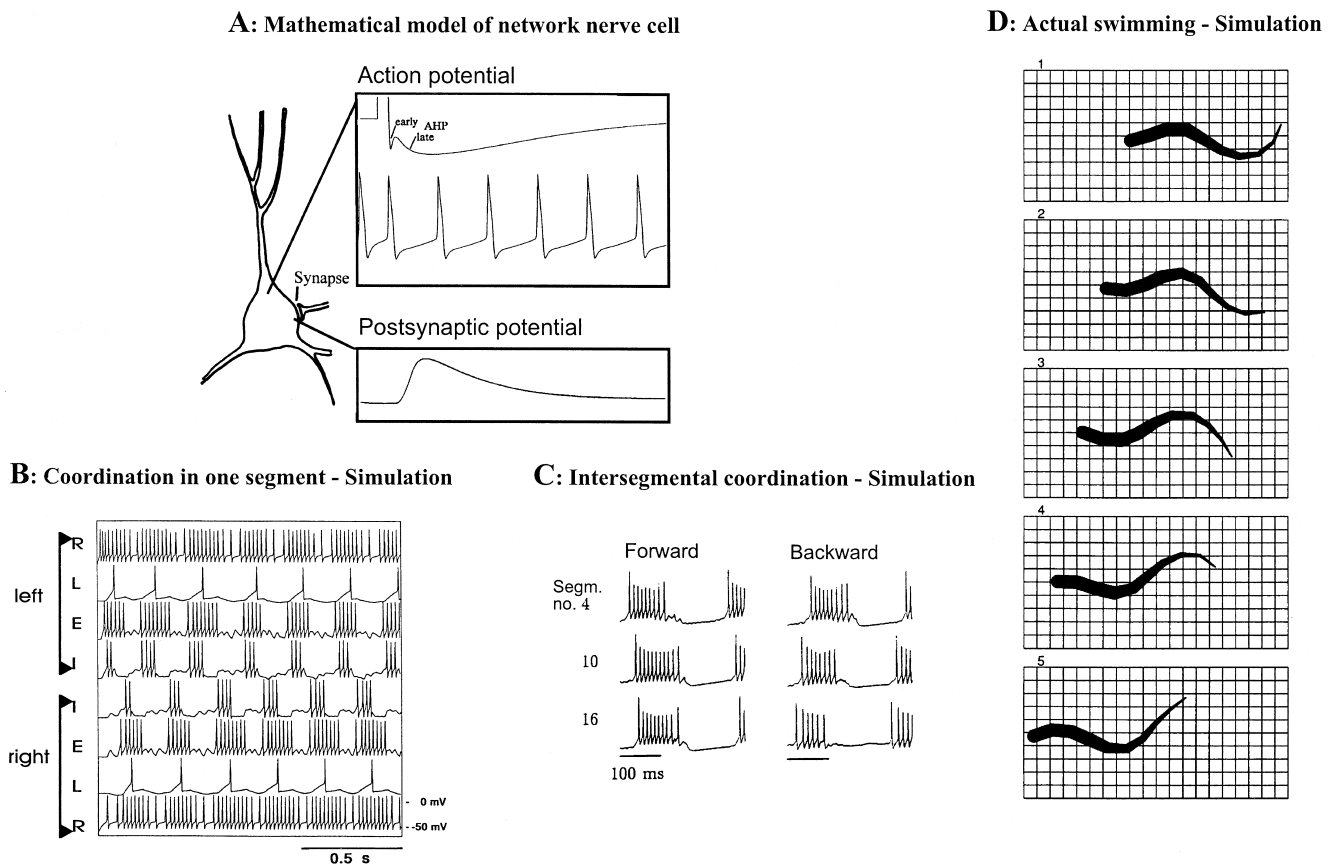 A: Mathematical model of network nerve cell
Action potential
early
AHP
late
Synapse
Postsynaptic potential
B: Coordination in one segment - Simulation
left
R
L
E
I
right
I
E
L
R
0 mV
-50 mV
0.5 s
C: Intersegmental coordination - Simulation
Forward
Backward
Segm.
no. 4
10
16
100 ms
D: Actual swimming - Simulation
1
2
3
4
5